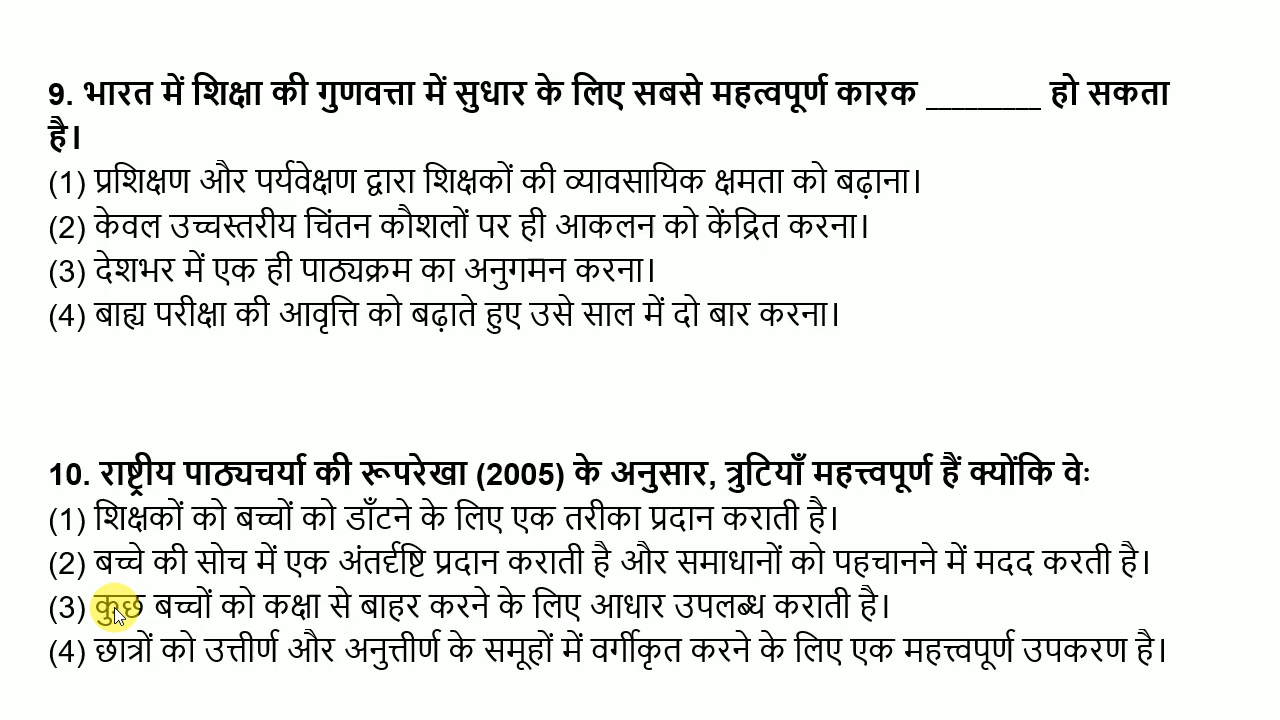 9. भारत में शिक्षा की गुणवत्ता में सुधार के लिए सबसे महत्वपूर्ण कारक _________ हो सकता
है।
(1) प्रशिक्षण और पर्यवेक्षण द्वारा शिक्षकों की व्यावसायिक क्षमता को बढ़ाना।
(2) केवल उच्चस्तरीय चिंतन कौशलों पर ही आकलन को केंद्रित करना।
(3) देशभर में एक ही पाठ्यक्रम का अनुगमन करना।
(4) बाह्य परीक्षा की आवृत्ति को बढ़ाते हुए उसे साल में दो बार करना।
10. राष्ट्रीय पाठ्यचर्या की रूपरेखा (2005) के अनुसार, त्रुटियाँ महत्त्वपूर्ण हैं क्योंकि वेः
(1) शिक्षकों को बच्चों को डाँटने के लिए एक तरीका प्रदान कराती है।
(2) बच्चे की सोच में एक अंतर्दृष्टि प्रदान कराती है और समाधानों को पहचानने में मदद करती है।
(3) कुछ बच्चों को कक्षा से बाहर करने के लिए आधार उपलब्ध कराती है।
(4) छात्रों को उत्तीर्ण और अनुत्तीर्ण के समूहों में वर्गीकृत करने के लिए एक महत्त्वपूर्ण उपकरण है।